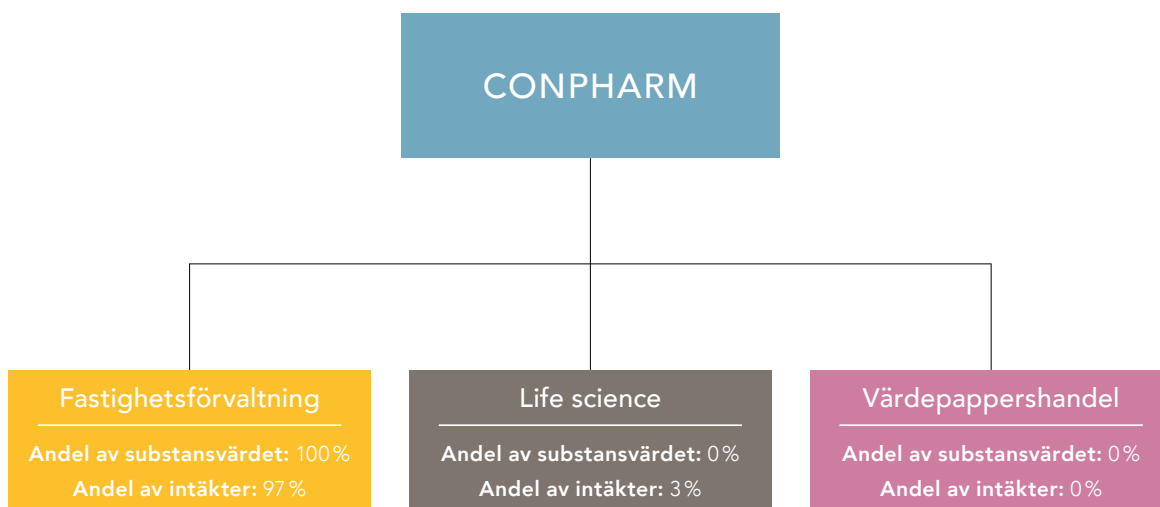 CONPHARM
Fastighetsförvaltning
Andel av substansvärdet: 100 %
Andel av intäkter: 97 %
Life science
Andel av substansvärdet: 0 %
Andel av intäkter: 3 %
Värdepappershandel
Andel av substansvärdet: 0 %
Andel av intäkter: 0 %